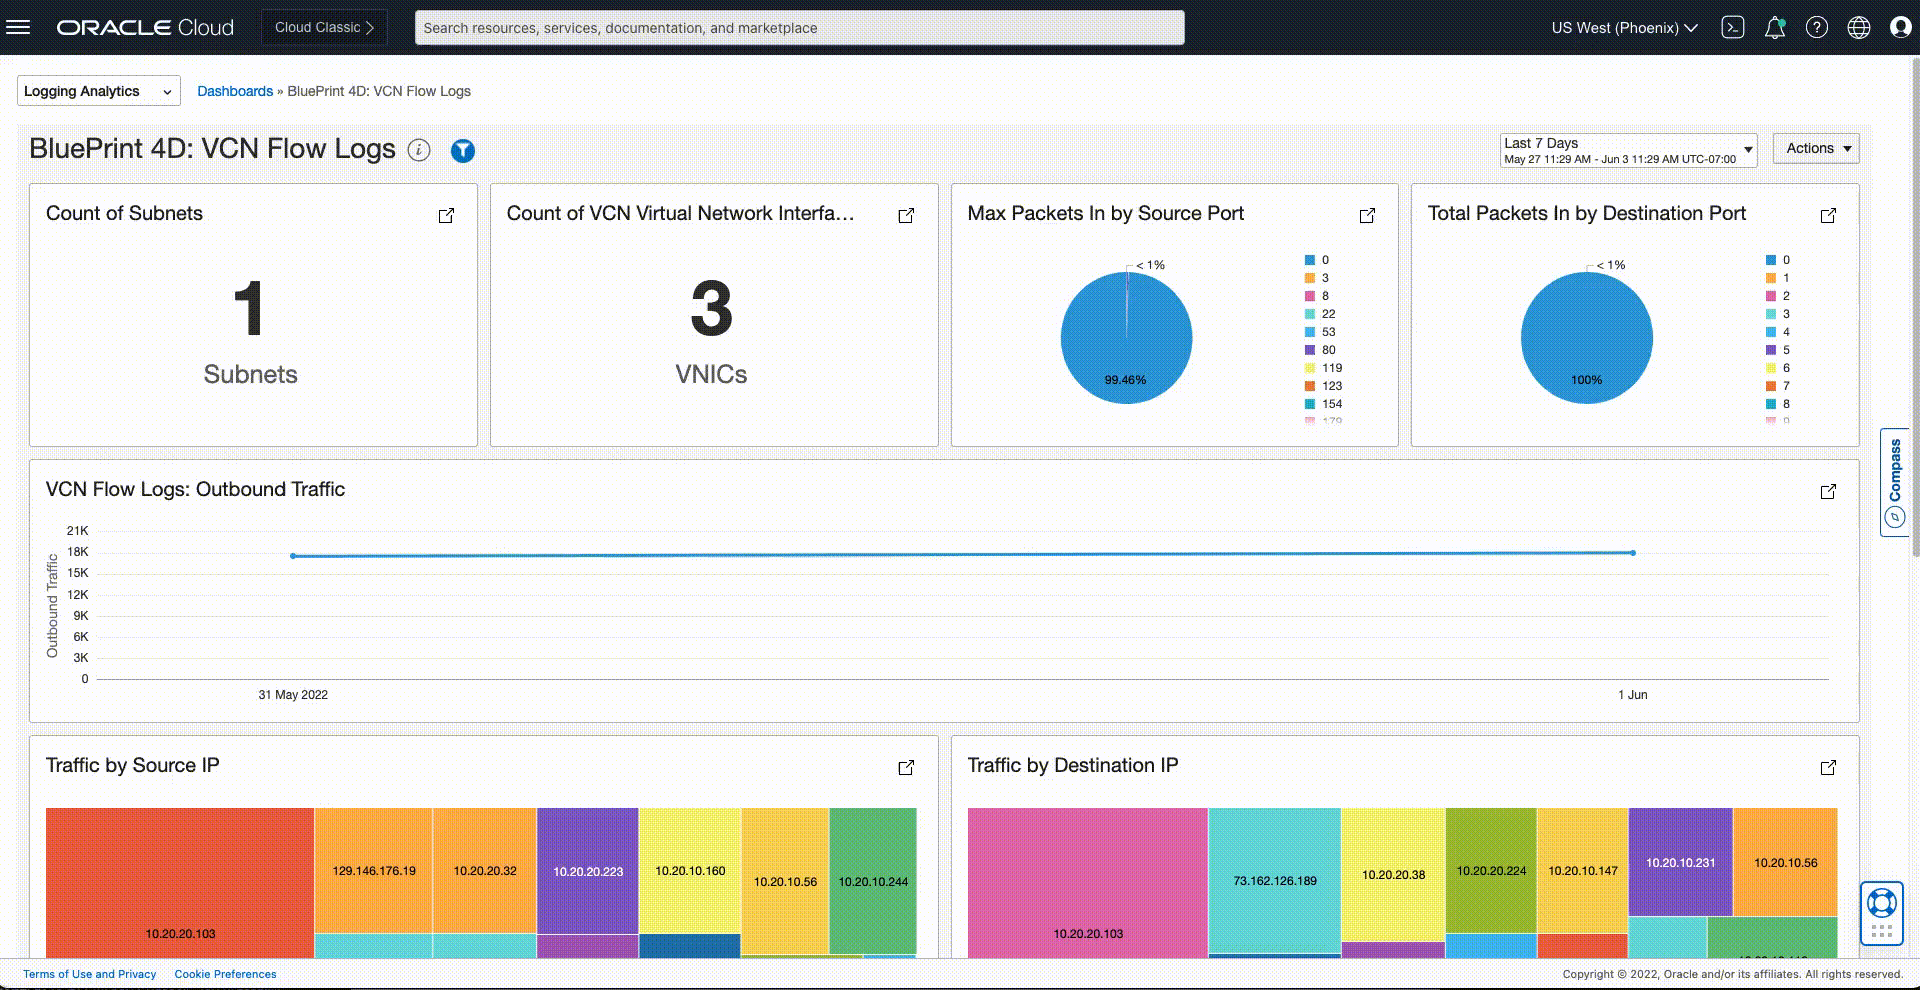 ORACLE Cloud
Cloud Classic
Search resources, services, documentation, and marketplace
US West (Phoenix)
Logging Analytics
Dashboards » BluePrint 4D: VCN Flow Logs
BluePrint 4D: VCN Flow Logs
Last 7 Days
May 27 11:29 AM - Jun 3 11:29 AM UTC-07:00
Actions
Count of Subnets
1
Subnets
Count of VCN Virtual Network Interfa...
3
VNICs
Max Packets In by Source Port
< 1%
99.46%
0
3
8
22
53
80
119
123
154
179
Total Packets In by Destination Port
< 1%
100%
0
1
2
3
4
5
6
7
8
9
Compass
VCN Flow Logs: Outbound Traffic
Outbound Traffic
21K
18K
15K
12K
9K
6K
3K
0
31 May 2022
1 Jun
Traffic by Source IP
10.20.20.103
129.146.176.19
10.20.20.32
10.20.20.223
10.20.10.160
10.20.10.56
10.20.10.244
Traffic by Destination IP
10.20.20.103
73.162.126.189
10.20.20.38
10.20.20.224
10.20.10.147
10.20.10.231
10.20.10.56
Terms of Use and Privacy
Cookie Preferences
Copyright © 2022, Oracle and/or its affiliates. All rights reserved.